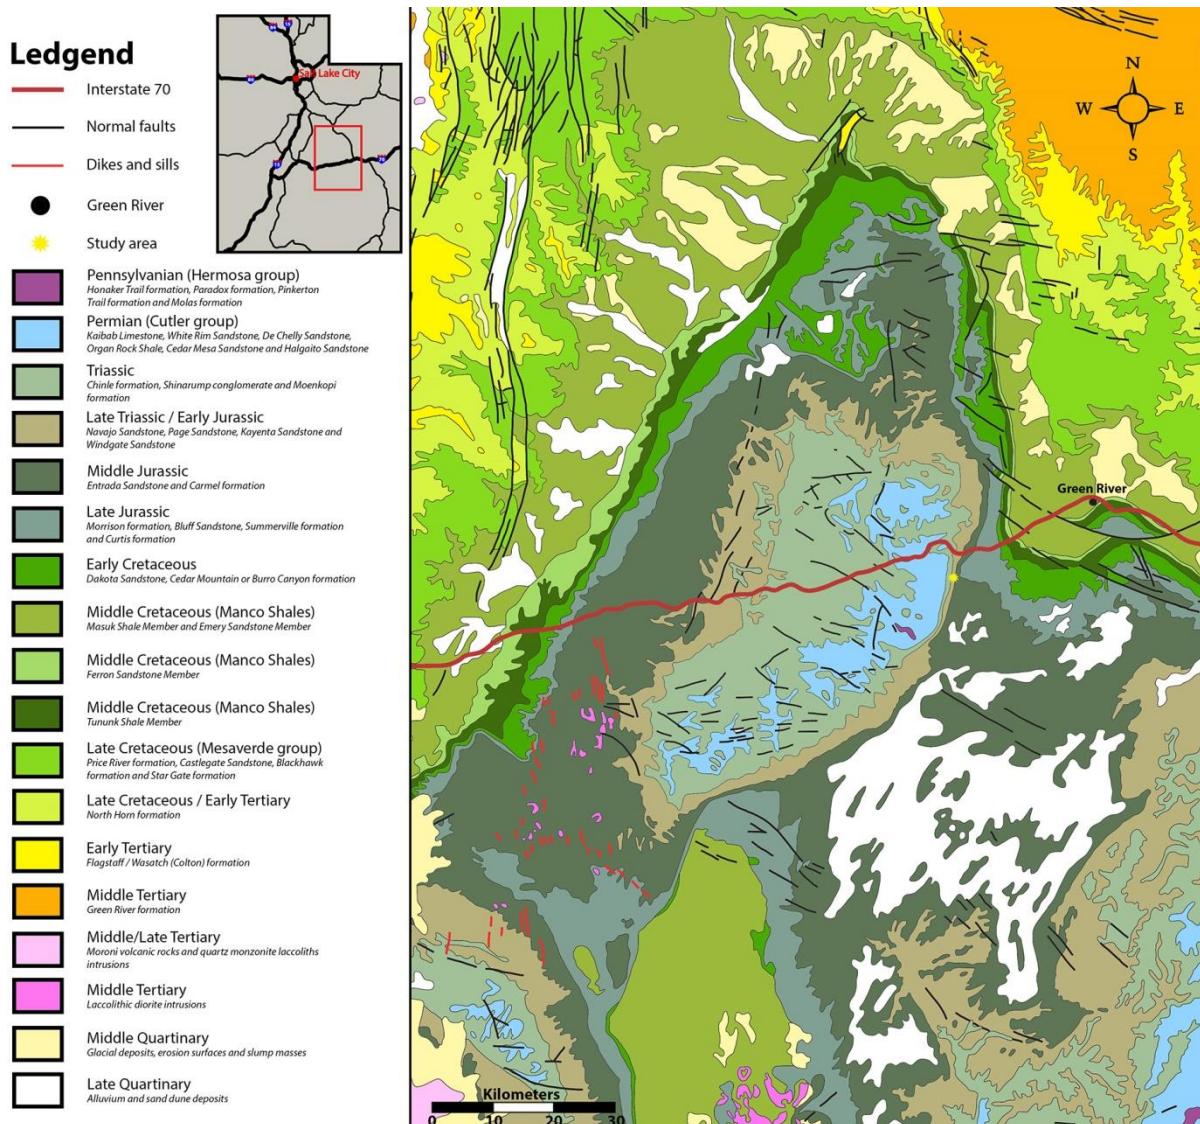 Ledgend
Interstate 70
Normal faults
Dikes and sills
Green River
Study area
Pennsylvanian (Hermosa group)
Honaker Trail formation, Paradox formation, Pinkerton
Trail formation and Molas formation
Permian (Cutler group)
Kaibab Limestone, White Rim Sandstone, De Chelly Sandstone,
Organ Rock Shale, Cedar Mesa Sandstone and Halgaito Sandstone
Triassic
Chinle formation, Shinarump conglomerate and Moenkopi
formation
Late Triassic / Early Jurassic
Navajo Sandstone, Page Sandstone, Kayenta Sandstone and
Windgate Sandstone
Middle Jurassic
Entrada Sandstone and Carmel formation
Late Jurassic
Morrison formation, Bluff Sandstone, Summerville formation
and Curtis formation
Early Cretaceous
Dakota Sandstone, Cedar Mountain or Burro Canyon formation
Middle Cretaceous (Manco Shales)
Masuk Shale Member and Emery Sandstone Member
Middle Cretaceous (Manco Shales)
Ferron Sandstone Member
Middle Cretaceous (Manco Shales)
Tununk Shale Member
Late Cretaceous (Mesaverde group)
Price River formation, Castlegate Sandstone, Blackhawk
formation and Star Gate formation
Late Cretaceous / Early Tertiary
North Horn formation
Early Tertiary
Flagstaff / Wasatch (Colton) formation
Middle Tertiary
Green River formation
Middle/Late Tertiary
Moroni volcanic rocks and quartz monzonite laccoliths
intrusions
Middle Tertiary
Laccolithic diorite intrusions
Middle Quartinary
Glacial deposits, erosion surfaces and slump masses
Late Quartinary
Alluvium and sand dune deposits
Salt Lake City
N
W E
S
Green River
Kilometers
0 10 20 30